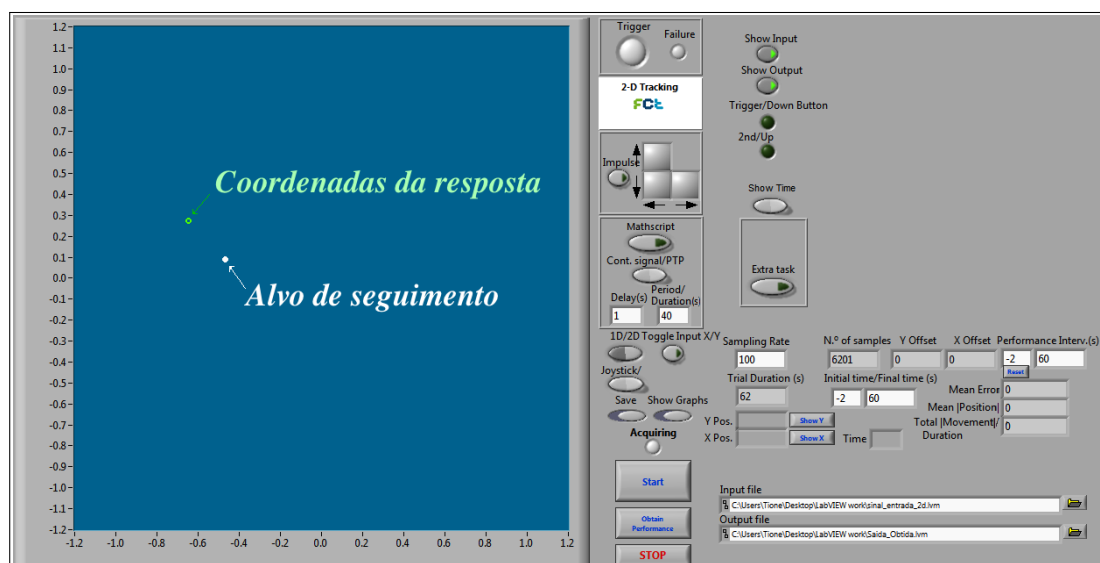 1.2
1.1
1.0
0.9
0.8
0.7
0.6
0.5
0.4
0.3
0.2
0.1
0.0
-0.1
-0.2
-0.3
-0.4
-0.5
-0.6
-0.7
-0.8
-0.9
-1.0
-1.1
-1.2
-1.2 -1.0 -0.8 -0.6 -0.4 -0.2 0.0 0.2 0.4 0.6 0.8 1.0 1.2
Coordenadas da resposta
Alvo de seguimento
Trigger Failure
2-D Tracking
FCt
Impulse
Mathscript
Cont. signal/PTP
Delay(s) Period/
Duration(s)
1 40
1D/2D Toggle Input X/Y
Joystick/
Save Show Graphs
Acquiring
Start
Obtain
Performance
STOP
Show Input
Show Output
Trigger/Down Button
2nd/Up
Show Time
Extra task
Sampling Rate N.º of samples Y Offset X Offset Performance Interv.(s)
100 6201 0 0 -2 60
Reset
Trial Duration (s) Initial time/Final time (s)
62 -2 60
Mean Error 0
Mean |Position| 0
Total |Movement|/ 0
Duration
Y Pos. Show Y
X Pos. Show X Time
Input file
C:\Users\Tione\Desktop\LabVIEW work\sinal_entrada_2d.lvm
Output file
C:\Users\Tione\Desktop\LabVIEW work\Saida_Obtida.lvm